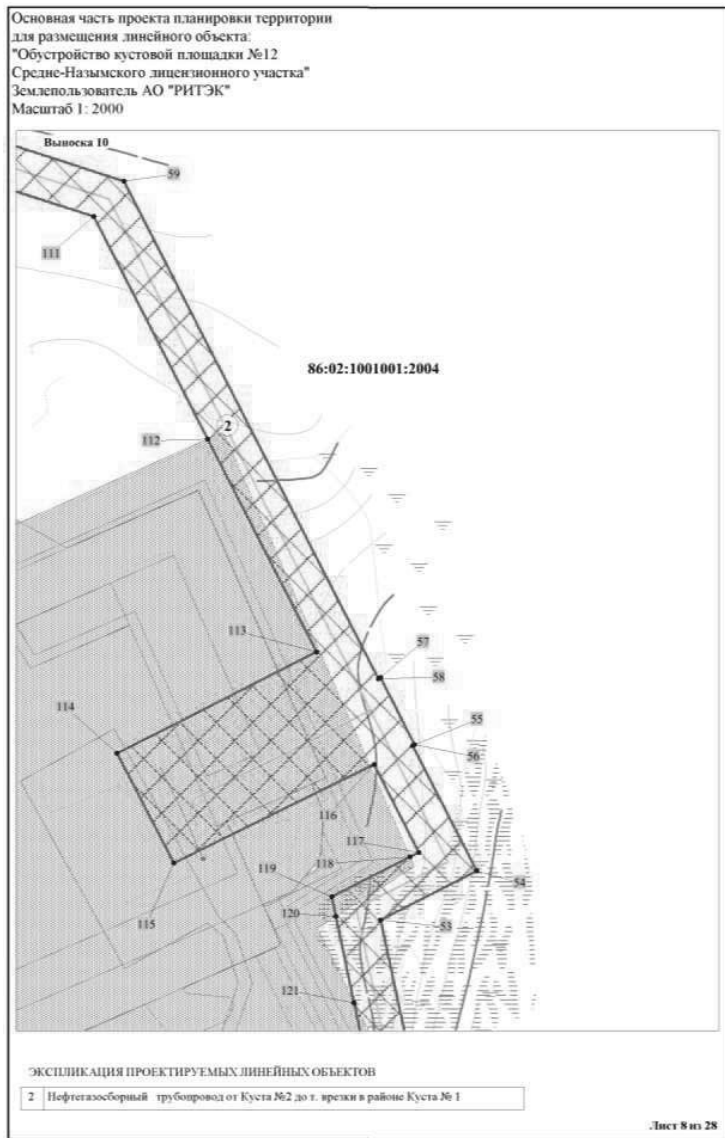 Основная часть проекта планировки территории
для размещения линейного объекта:
"Обустройство кустовой площадки №12
Средне-Назымского лицензионного участка"
Землепользователь АО "РИТЭК"
Масштаб 1: 2000
Выноска 10
59
111
86:02:1001001:2004
2
112
113
57
58
114
55
56
116
117
118
54
115
119
120
53
121
ЭКСПЛИКАЦИЯ ПРОЕКТИРУЕМЫХ ЛИНЕЙНЫХ ОБЪЕКТОВ
2 Нефтегазосборный трубопровод от Куста №2 до т. врезки в районе Куста № 1
Лист 8 из 28